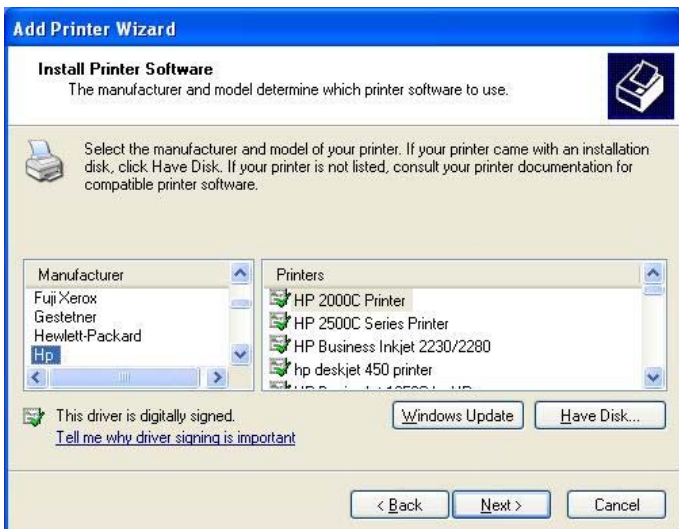 Add Printer Wizard
Install Printer Software
The manufacturer and model determine which printer software to use.
Select the manufacturer and model of your printer. If your printer came with an installation
disk, click Have Disk. If your printer is not listed, consult your printer documentation for
compatible printer software.
Manufacturer
Fuji Xerox
Gestetner
Hewlett-Packard
Hp
Printers
HP 2000C Printer
HP 2500C Series Printer
HP Business Inkjet 2230/2280
hp deskjet 450 printer
This driver is digitally signed.
Tell me why driver signing is important
Windows Update
Have Disk...
< Back
Next >
Cancel